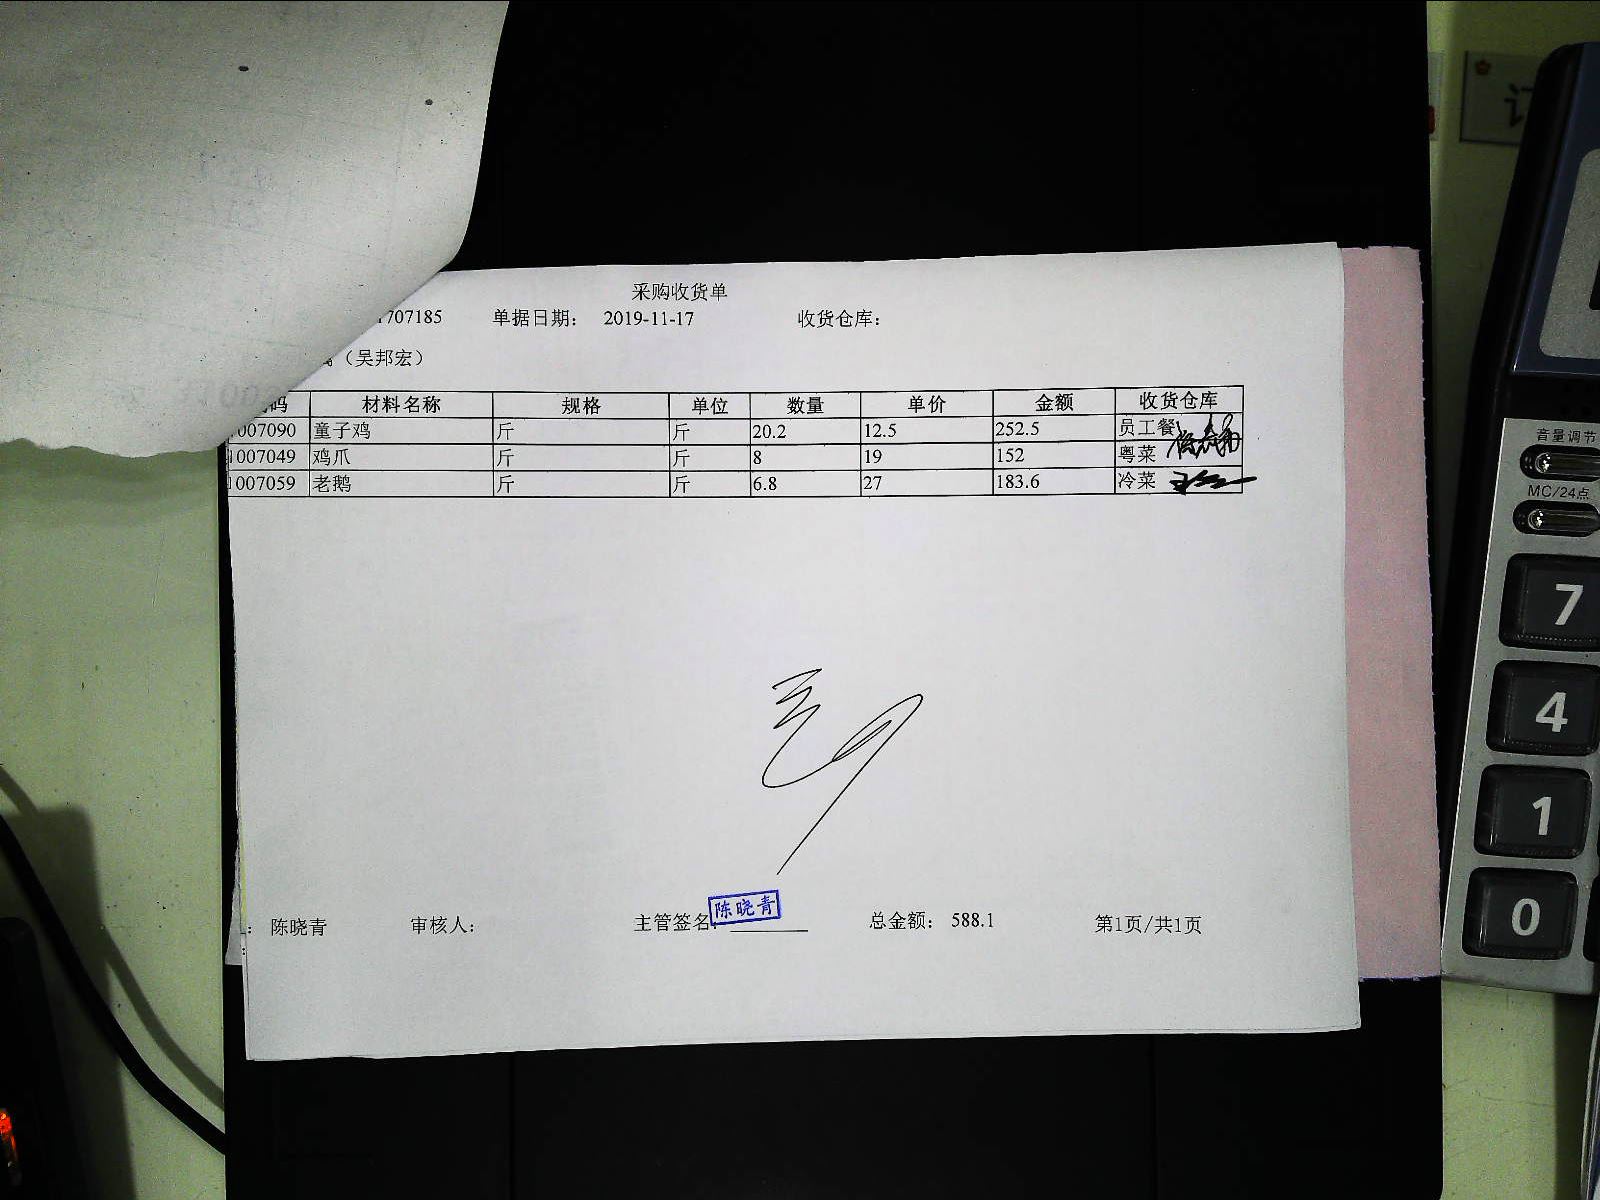 采购收货单
1707185 单据日期： 2019-11-17 收货仓库：
（吴邦宏）
码 材料名称 规格 单位 数量 单价 金额 收货仓库
007090 童子鸡 斤 斤 20.2 12.5 252.5 员工餐
1007049 鸡爪 斤 斤 8 19 152 粤菜
1007059 老鹅 斤 斤 6.8 27 183.6 冷菜
陈晓青 审核人： 主管签名： 陈晓青 总金额： 588.1 第1页/共1页
音量调节
MC/24点
7
4
1
0